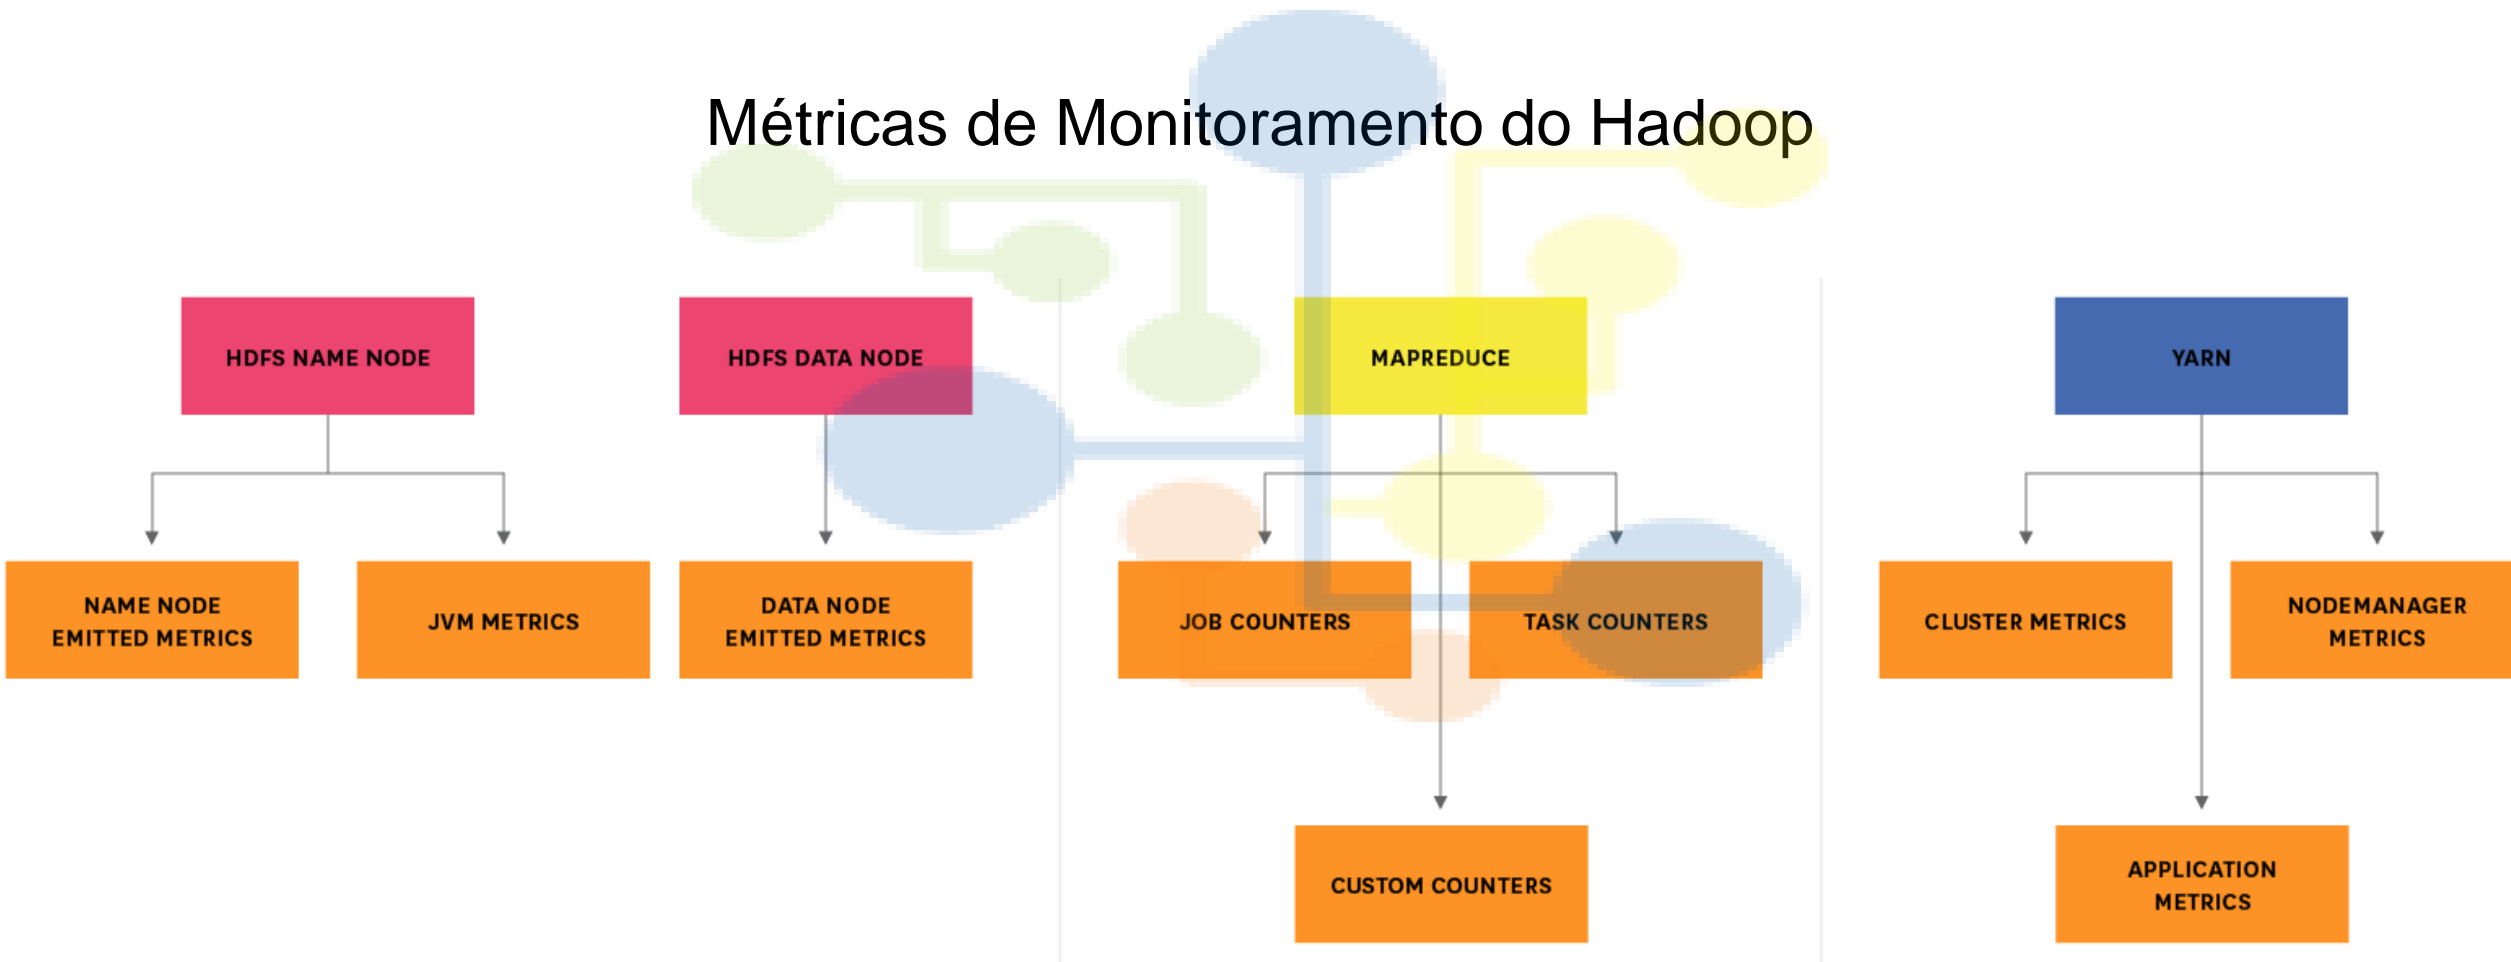 Métricas de Monitoramento do Hadoop
HDFS NAME NODE
HDFS DATA NODE
MAPREDUCE
YARN
NAME NODE
EMITTED METRICS
JVM METRICS
DATA NODE
EMITTED METRICS
JOB COUNTERS
TASK COUNTERS
CLUSTER METRICS
NODEMANAGER
METRICS
CUSTOM COUNTERS
APPLICATION
METRICS